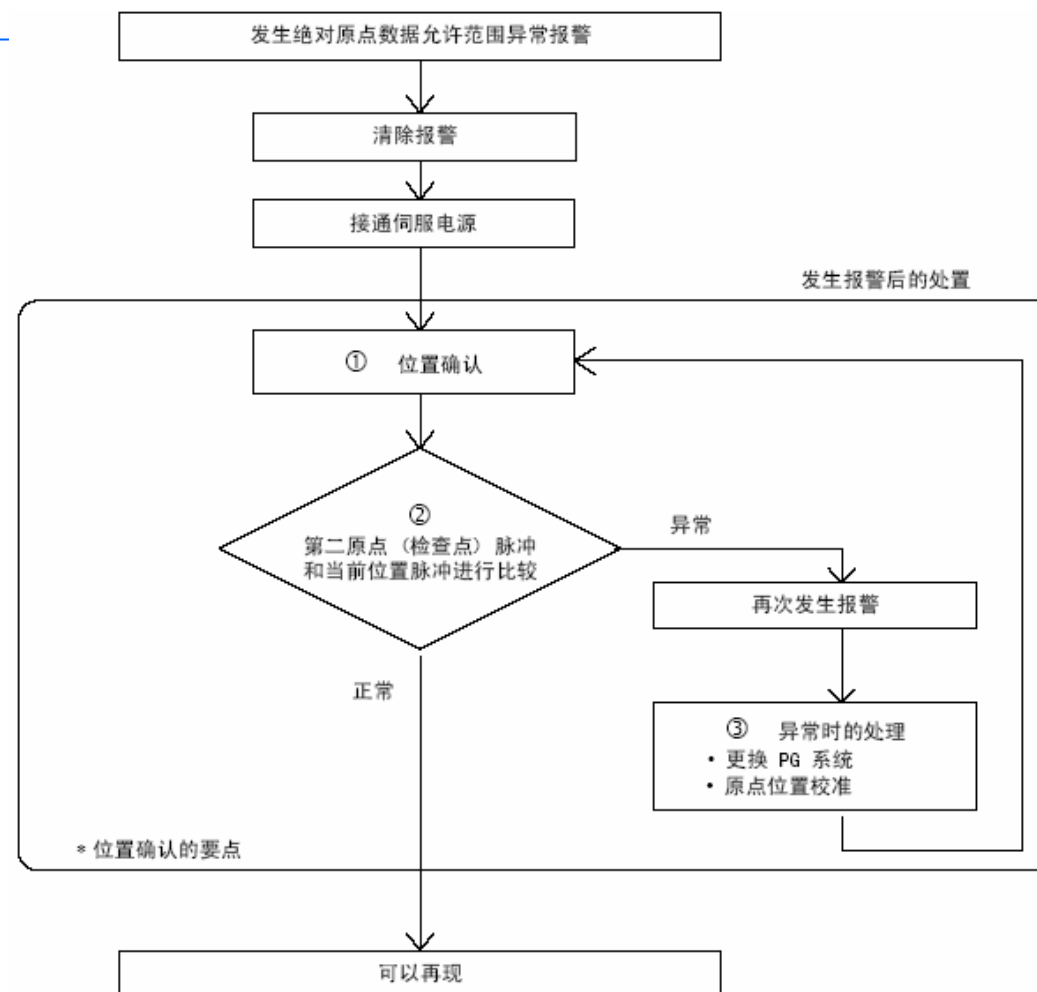 发生绝对原点数据允许范围异常报警
清除报警
接通伺服电源
发生报警后的处置
① 位置确认
②
第二原点 (检查点) 脉冲
和当前位置脉冲进行比较
异常
再次发生报警
正常
③ 异常时的处理
• 更换 PG 系统
• 原点位置校准
* 位置确认的要点
可以再现